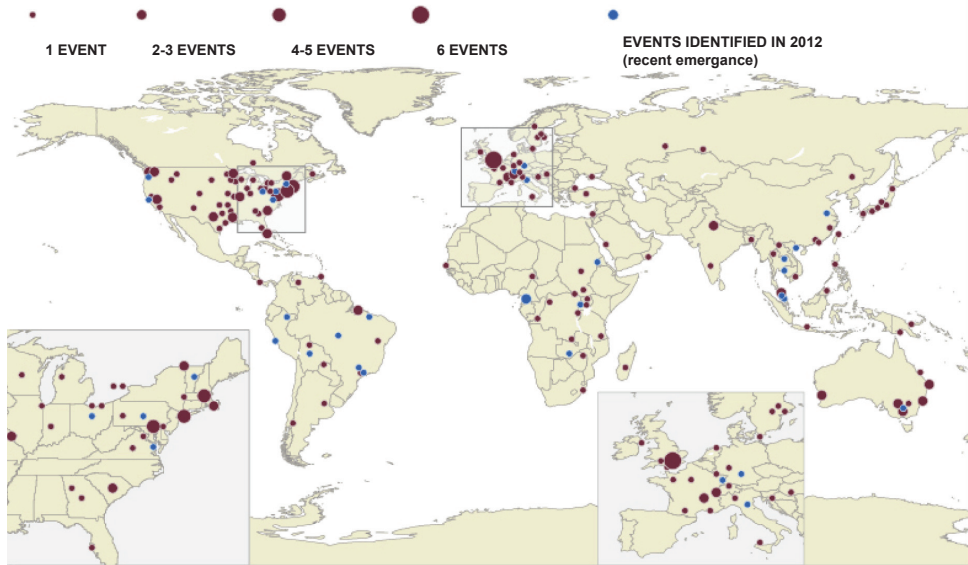 1 EVENT
2-3 EVENTS
4-5 EVENTS
6 EVENTS
EVENTS IDENTIFIED IN 2012
(recent emergance)